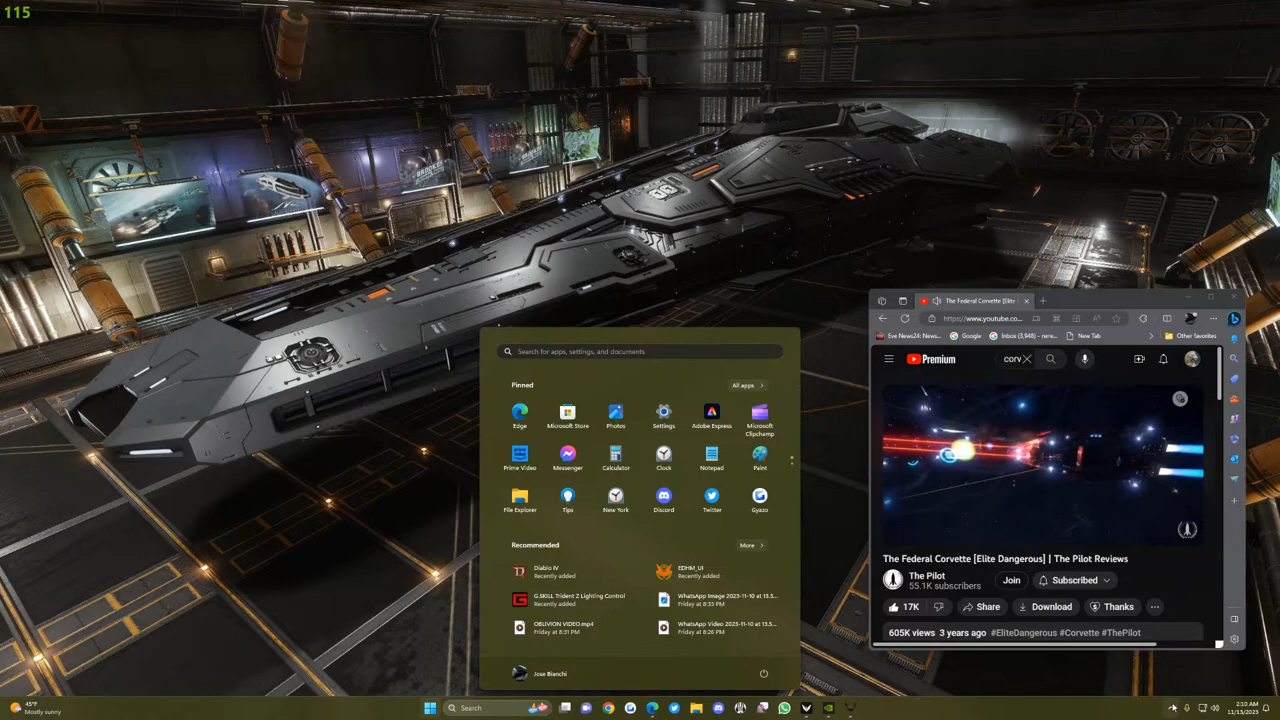 115
The Federal Corvette [Elite
https://www.youtube.co...
Eve News24: News...
Google
Inbox (3,948) - nere...
New Tab
Other favorites
Premium
corv
Search for apps, settings, and documents
Pinned
All apps
Edge
Microsoft Store
Photos
Settings
Adobe Express
Microsoft Clipchamp
Prime Video
Messenger
Calculator
Clock
Notepad
Paint
File Explorer
Tips
New York
Discord
Twitter
Gyazo
Recommended
More
Diablo IV
Recently added
EDHM_UI
Recently added
G.SKILL Trident Z Lighting Control
Recently added
WhatsApp Image 2023-11-10 at 13.5...
Friday at 8:33 PM
OBLIVION VIDEO.mp4
Friday at 8:31 PM
WhatsApp Video 2023-11-10 at 13.5...
Friday at 8:26 PM
Jose Bianchi
The Federal Corvette [Elite Dangerous] | The Pilot Reviews
The Pilot
55.1K subscribers
Join
Subscribed
17K
Share
Download
Thanks
605K views 3 years ago #EliteDangerous #Corvette #ThePilot
45°F
Mostly sunny
Search
2:10 AM
11/13/2023